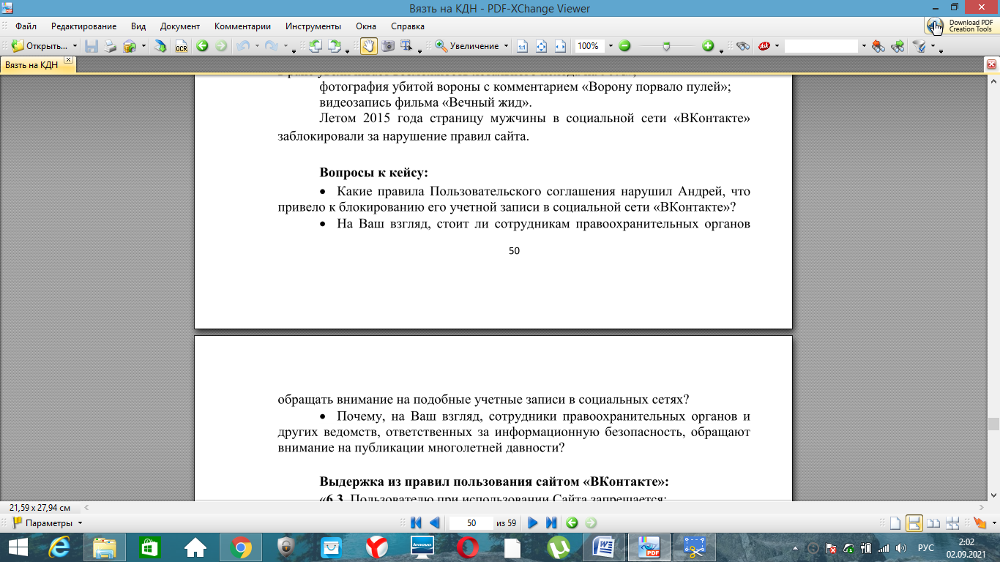 Вязть на КДН - PDF-XChange Viewer
Файл Редактирование Вид Документ Комментарии Инструменты Окна Справка
Download PDF
Creation Tools
Открыть... OCR Увеличение 1:1 100% Ask
Вязть на КДН
фотография убитой вороны с комментарием «Ворону порвало пулей»;
видеозапись фильма «Вечный жид».
Летом 2015 года страницу мужчины в социальной сети «ВКонтакте»
заблокировали за нарушение правил сайта.
Вопросы к кейсу:
• Какие правила Пользовательского соглашения нарушил Андрей, что
привело к блокированию его учетной записи в социальной сети «ВКонтакте»?
• На Ваш взгляд, стоит ли сотрудникам правоохранительных органов
50
обращать внимание на подобные учетные записи в социальных сетях?
• Почему, на Ваш взгляд, сотрудники правоохранительных органов и
других ведомств, ответственных за информационную безопасность, обращают
внимание на публикации многолетней давности?
Выдержка из правил пользования сайтом «ВКонтакте»:
«6.3. Пользователю при использовании Сайта запрещается:
21,59 x 27,94 см
Параметры 50 из 59
lenovo PDF РУС 2:02
02.09.2021